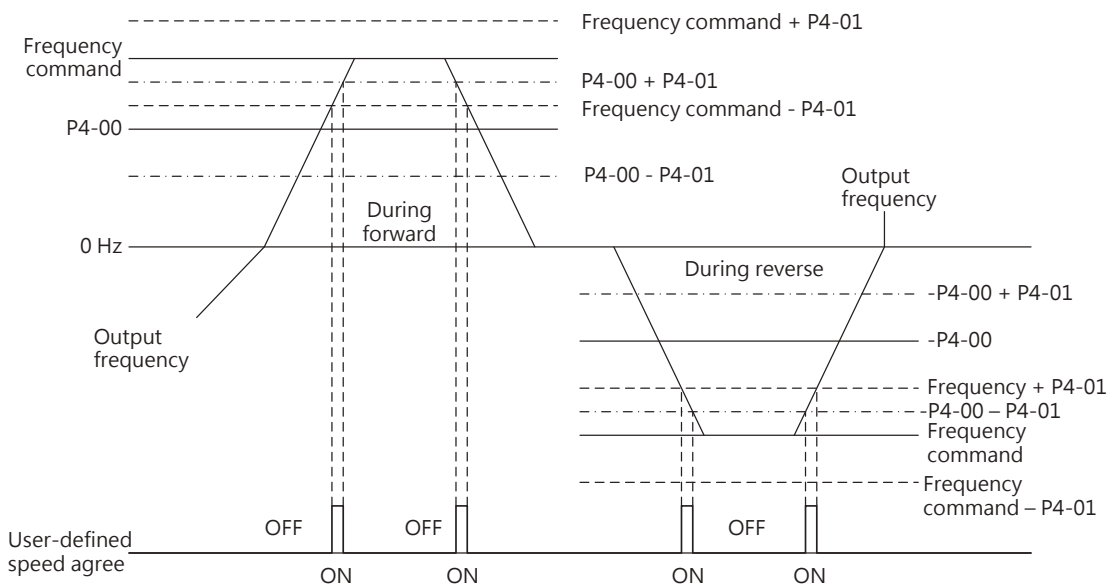 Frequency command + P4-01
Frequency
command
P4-00 + P4-01
Frequency command - P4-01
P4-00
P4-00 - P4-01
Output
frequency
During
forward
0 Hz
During reverse
-P4-00 + P4-01
Output
frequency
-P4-00
Frequency + P4-01
-P4-00 – P4-01
Frequency
command
Frequency
command – P4-01
User-defined
speed agree
OFF
OFF
OFF
ON
ON
ON
ON